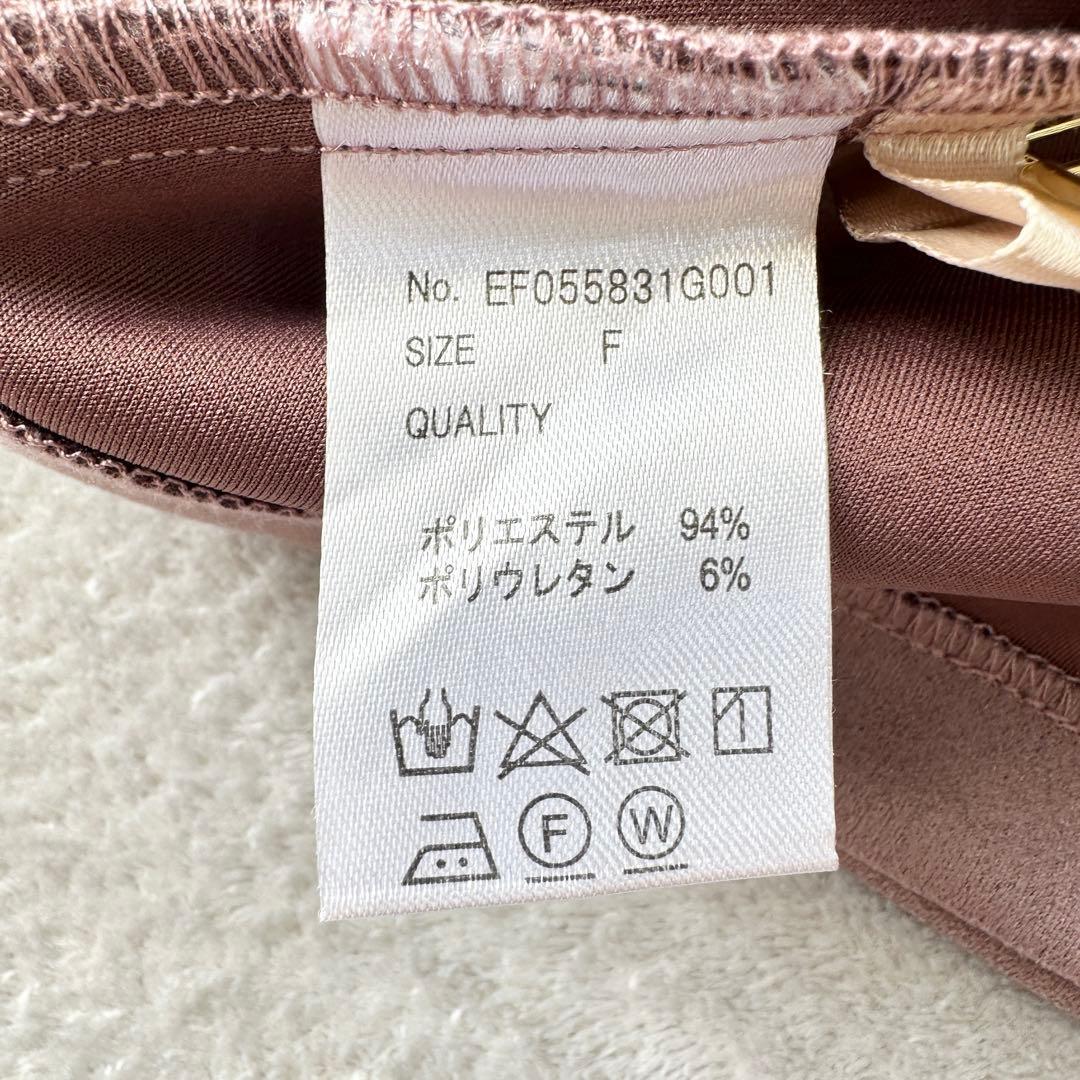 No. EF055831G001
SIZE F
QUALITY
ポリエステル 94%
ポリウレタン 6%
F W